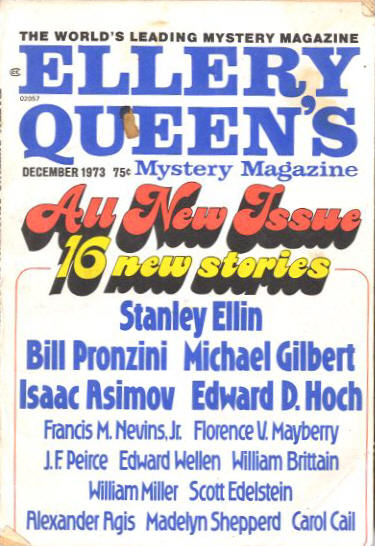 THE WORLD'S LEADING MYSTERY MAGAZINE
ELLERY
02057
QUEEN'S
DECEMBER 1973 75¢ Mystery Magazine
All New Issue
16 new stories
Stanley Ellin
Bill Pronzini Michael Gilbert
Isaac Asimov Edward D. Hoch
Francis M. Nevins, Jr. Florence V. Mayberry
J.F. Peirce Edward Wellen William Brittain
William Miller Scott Edelstein
Alexander Agis Madelyn Shepperd Carol Cail